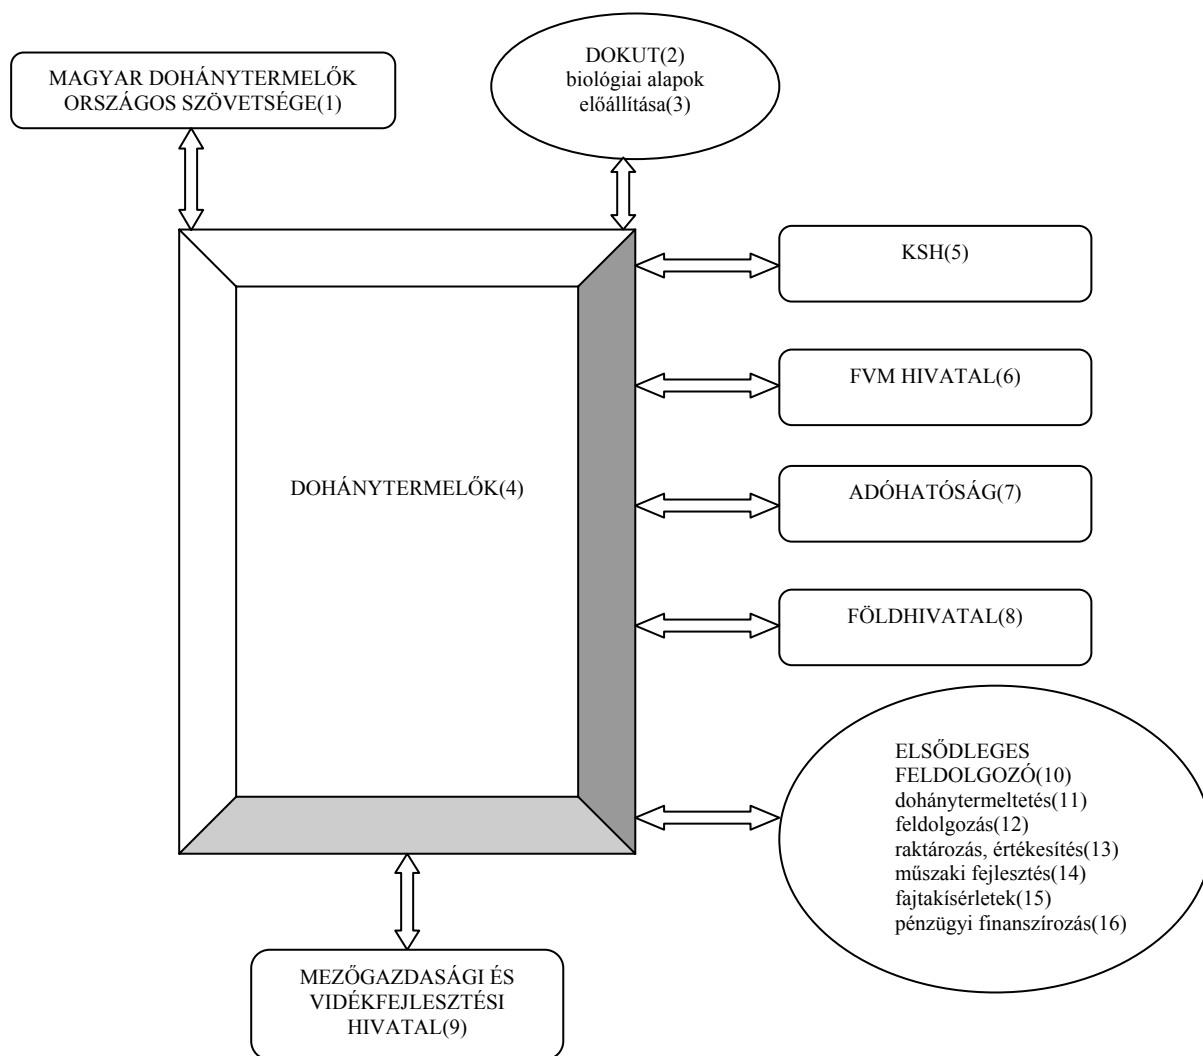 MAGYAR DOHÁNYTERMELŐK
ORSZÁGOS SZÖVETSÉGE(1)
DOKUT(2)
biológiai alapok
előállítása(3)
KSH(5)
FVM HIVATAL(6)
DOHÁNYTERMELŐK(4)
ADÓHATÓSÁG(7)
FÖLDHIVATAL(8)
ELSŐDLEGES
FELDOLGOZÓ(10)
dohánytermeltetés(11)
feldolgozás(12)
raktározás, értékesítés(13)
műszaki fejlesztés(14)
fajtakísérletek(15)
pénzügyi finanszírozás(16)
MEZŐGAZDASÁGI ÉS
VIDÉKFEJLESZTÉSI
HIVATAL(9)